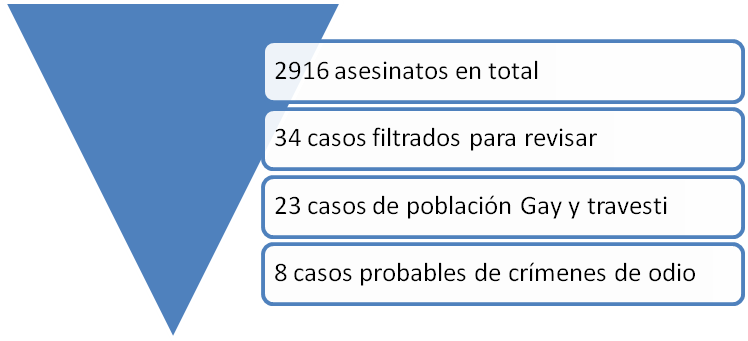 2916 asesinatos en total
34 casos filtrados para revisar
23 casos de población Gay y travesti
8 casos probables de crímenes de odio